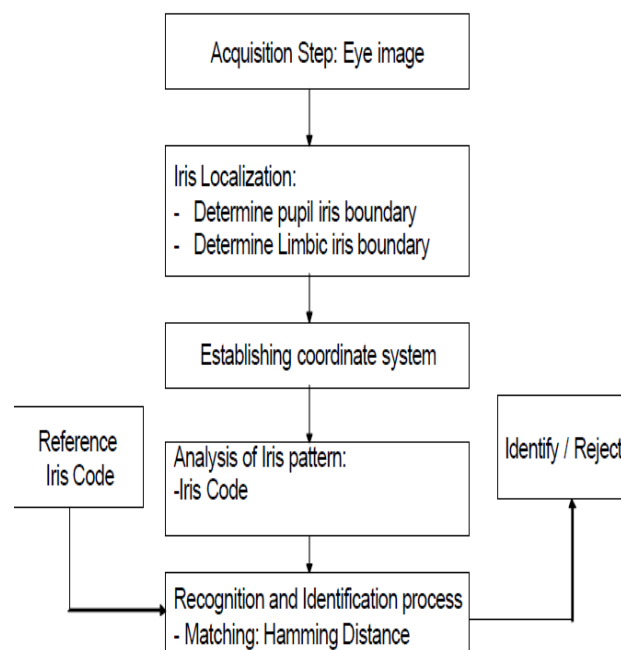 Acquisition Step: Eye image
Iris Localization:
- Determine pupil iris boundary
- Determine Limbic iris boundary
Establishing coordinate system
Reference
Iris Code
Analysis of Iris pattern:
-Iris Code
Identify / Reject
Recognition and Identification process
- Matching: Hamming Distance